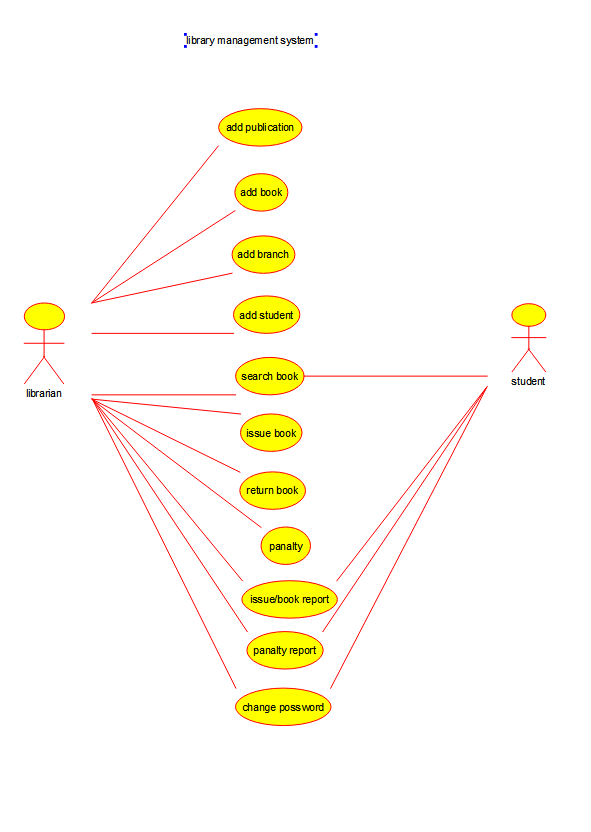 library management system
add publication
add book
add branch
add student
search book
issue book
return book
panalty
issue/book report
panalty report
change possword
librarian
student